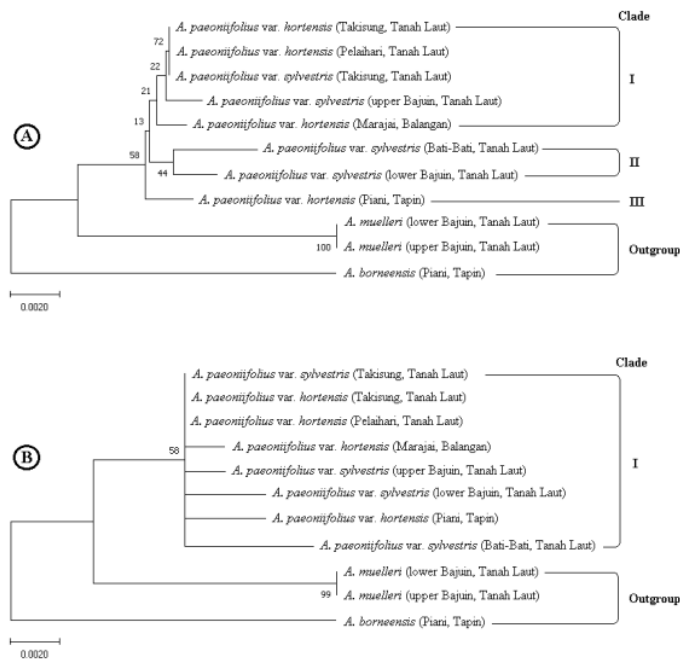 Clade
A. paeoniifolius var. hortensis (Takisung, Tanah Laut)
72
A. paeoniifolius var. hortensis (Pelaihari, Tanah Laut)
22
A. paeoniifolius var. sylvestris (Takisung, Tanah Laut)
I
21
A. paeoniifolius var. sylvestris (upper Bajuin, Tanah Laut)
13
A. paeoniifolius var. hortensis (Marajai, Balangan)
A
A. paeoniifolius var. sylvestris (Bati-Bati, Tanah Laut)
58
II
44
A. paeoniifolius var. sylvestris (lower Bajuin, Tanah Laut)
A. paeoniifolius var. hortensis (Piani, Tapin)
III
A. muelleri (lower Bajuin, Tanah Laut)
100
A. muelleri (upper Bajuin, Tanah Laut)
Outgroup
A. borneensis (Piani, Tapin)
0.0020
Clade
A. paeoniifolius var. sylvestris (Takisung, Tanah Laut)
A. paeoniifolius var. hortensis (Takisung, Tanah Laut)
A. paeoniifolius var. hortensis (Pelaihari, Tanah Laut)
58
A. paeoniifolius var. hortensis (Marajai, Balangan)
B
I
A. paeoniifolius var. sylvestris (upper Bajuin, Tanah Laut)
A. paeoniifolius var. sylvestris (lower Bajuin, Tanah Laut)
A. paeoniifolius var. hortensis (Piani, Tapin)
A. paeoniifolius var. sylvestris (Bati-Bati, Tanah Laut)
A. muelleri (lower Bajuin, Tanah Laut)
99
A. muelleri (upper Bajuin, Tanah Laut)
Outgroup
A. borneensis (Piani, Tapin)
0.0020